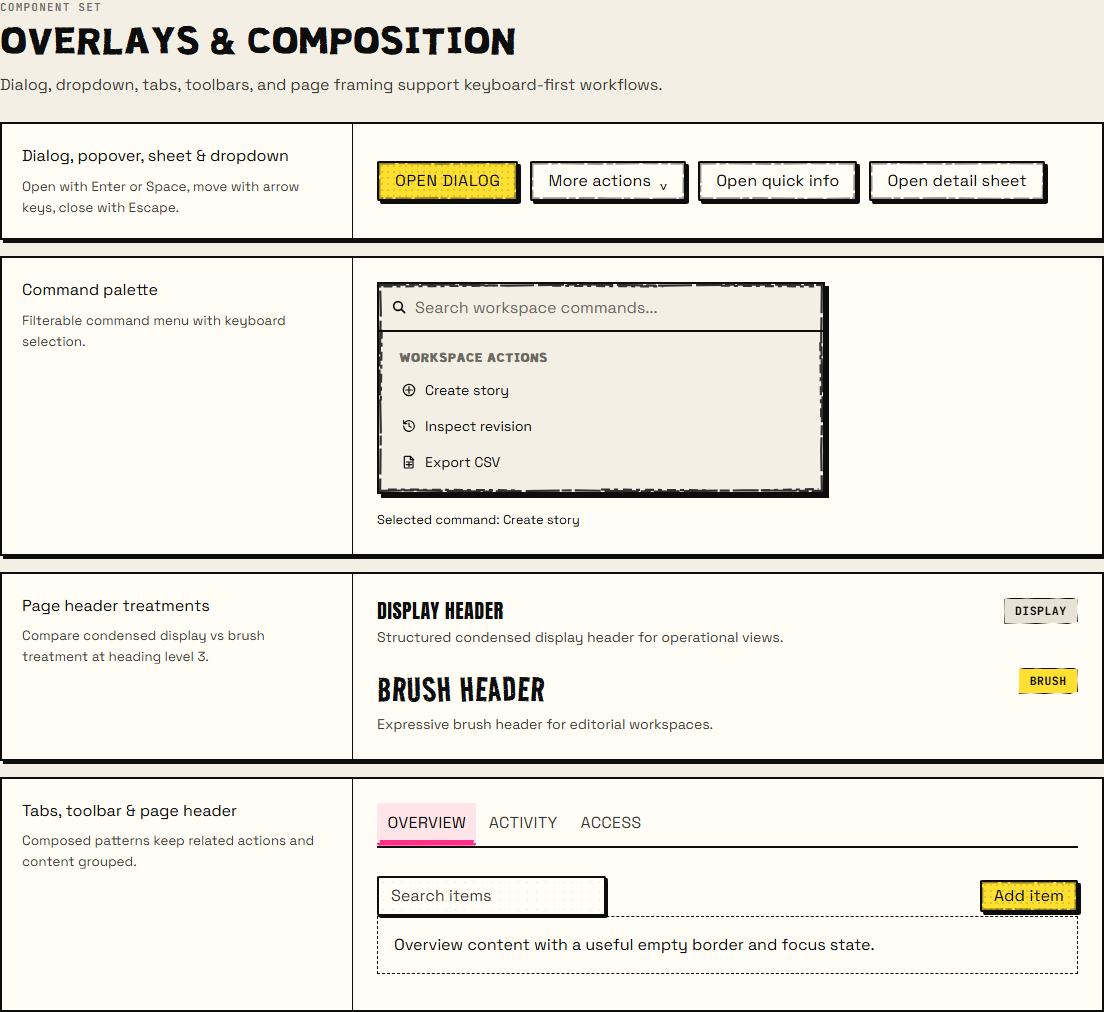 COMPONENT SET
OVERLAYS & COMPOSITION
Dialog, dropdown, tabs, toolbars, and page framing support keyboard-first workflows.
Dialog, popover, sheet & dropdown
Open with Enter or Space, move with arrow
keys, close with Escape.
OPEN DIALOG
More actions v
Open quick info
Open detail sheet
Command palette
Filterable command menu with keyboard
selection.
Search workspace commands...
WORKSPACE ACTIONS
Create story
Inspect revision
Export CSV
Selected command: Create story
Page header treatments
Compare condensed display vs brush
treatment at heading level 3.
DISPLAY HEADER
DISPLAY
Structured condensed display header for operational views.
BRUSH HEADER
BRUSH
Expressive brush header for editorial workspaces.
Tabs, toolbar & page header
Composed patterns keep related actions and
content grouped.
OVERVIEW
ACTIVITY
ACCESS
Search items
Add item
Overview content with a useful empty border and focus state.